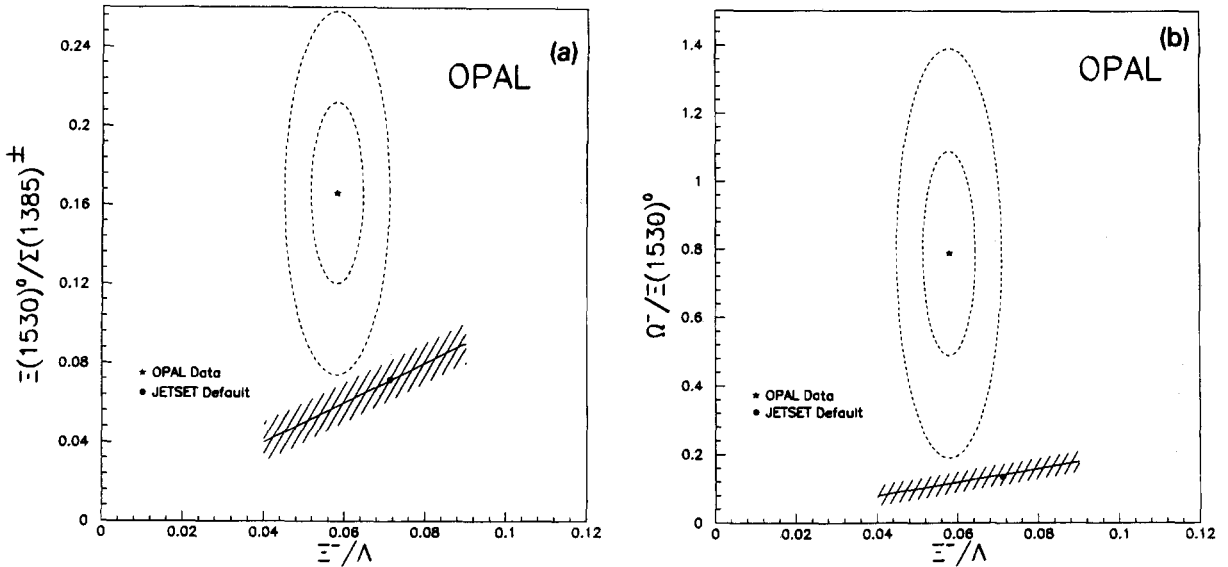 (a)
OPAL
Ξ(1530)⁰/Σ(1385)±
0.24
0.2
0.16
0.12
0.08
0.04
0
★ OPAL Data
● JETSET Default
0 0.02 0.04 0.06 0.08 0.1 0.12
Ξ⁻/Λ
(b)
OPAL
Ω⁻/Ξ(1530)⁰
1.4
1.2
1
0.8
0.6
0.4
0.2
0
★ OPAL Data
● JETSET Default
0 0.02 0.04 0.06 0.08 0.1 0.12
Ξ⁻/Λ